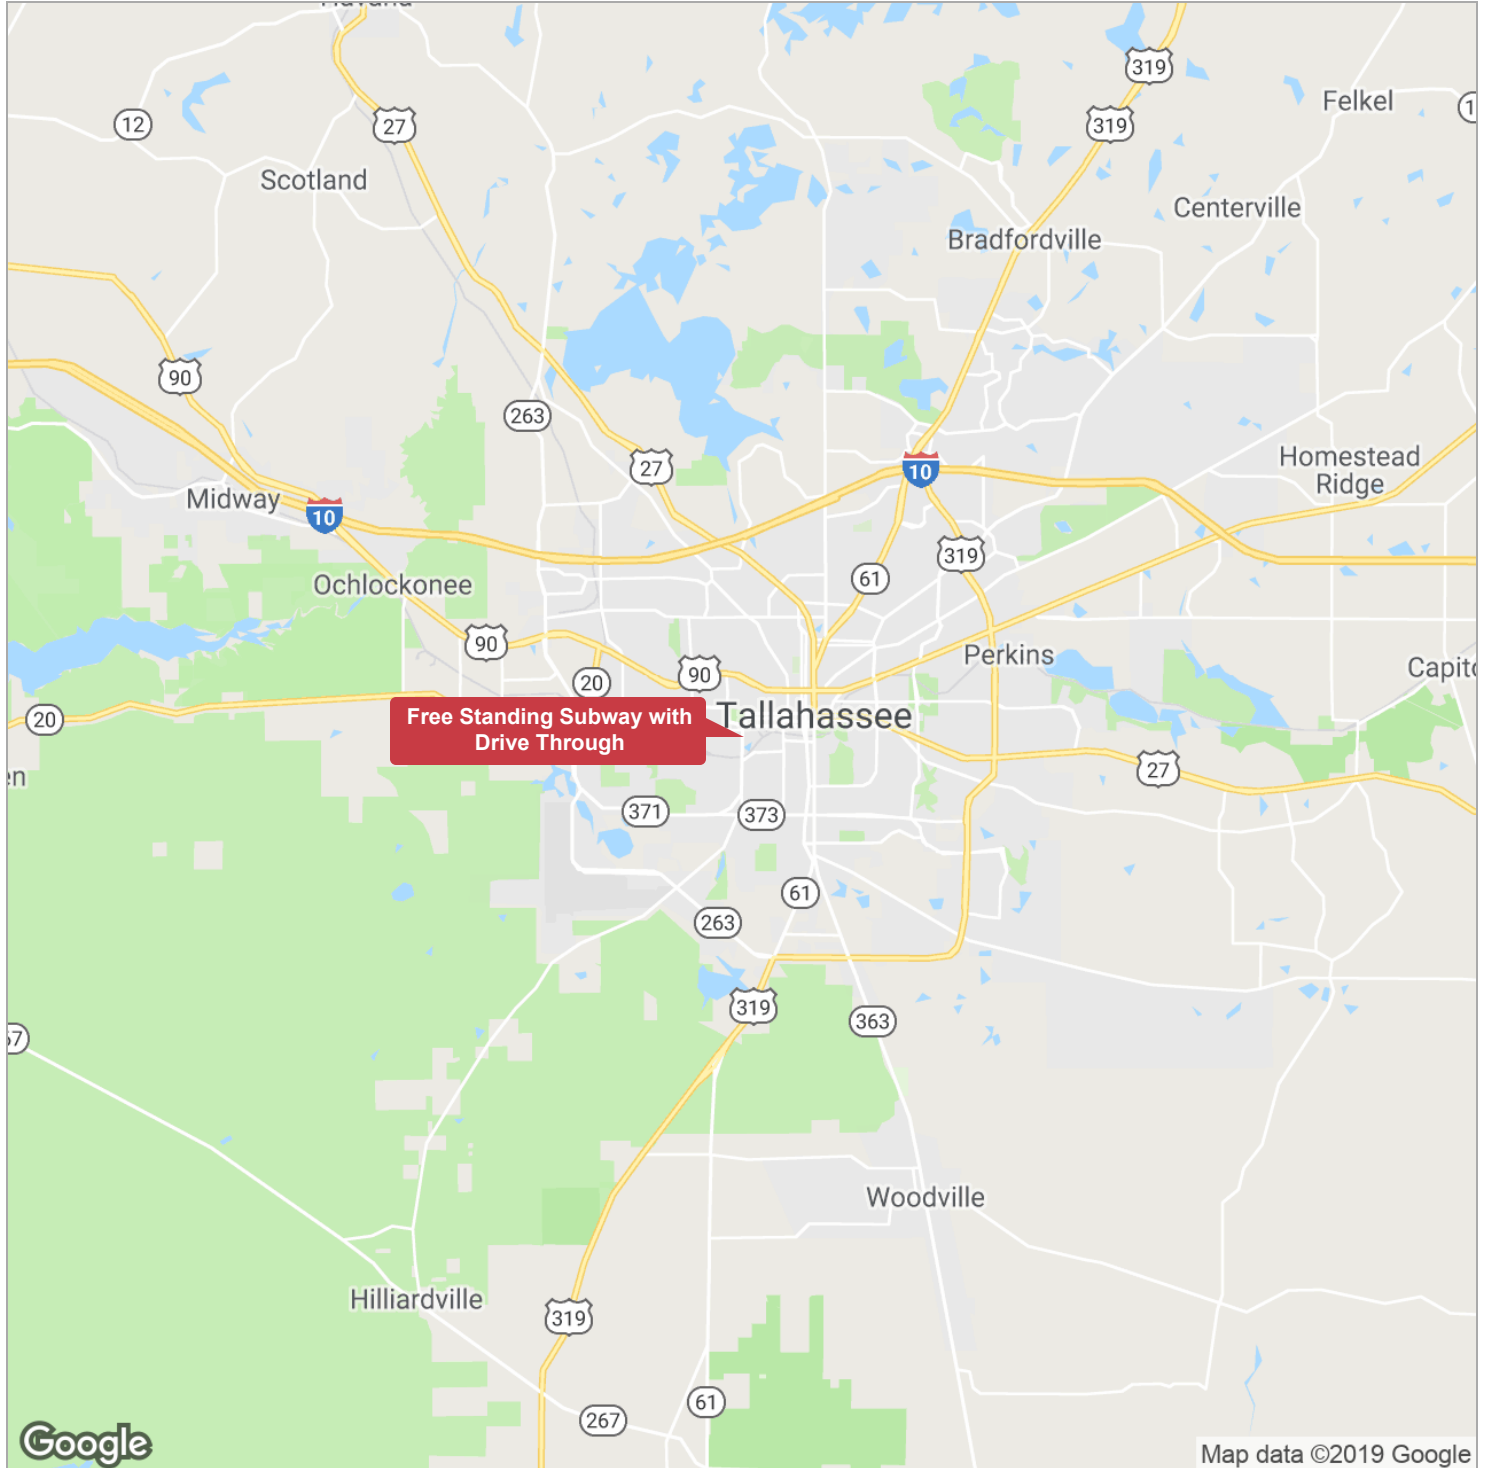 Havana
319
Felkel
12
27
319
Scotland
Centerville
Bradfordville
90
263
27
10
Homestead
Ridge
Midway
10
319
61
Ochlockonee
90
Perkins
90
20
20
Free Standing Subway with
Drive Through
Tallahassee
27
371
373
61
263
319
363
Woodville
Hilliardville
319
61
267
Google
Map data ©2019 Google